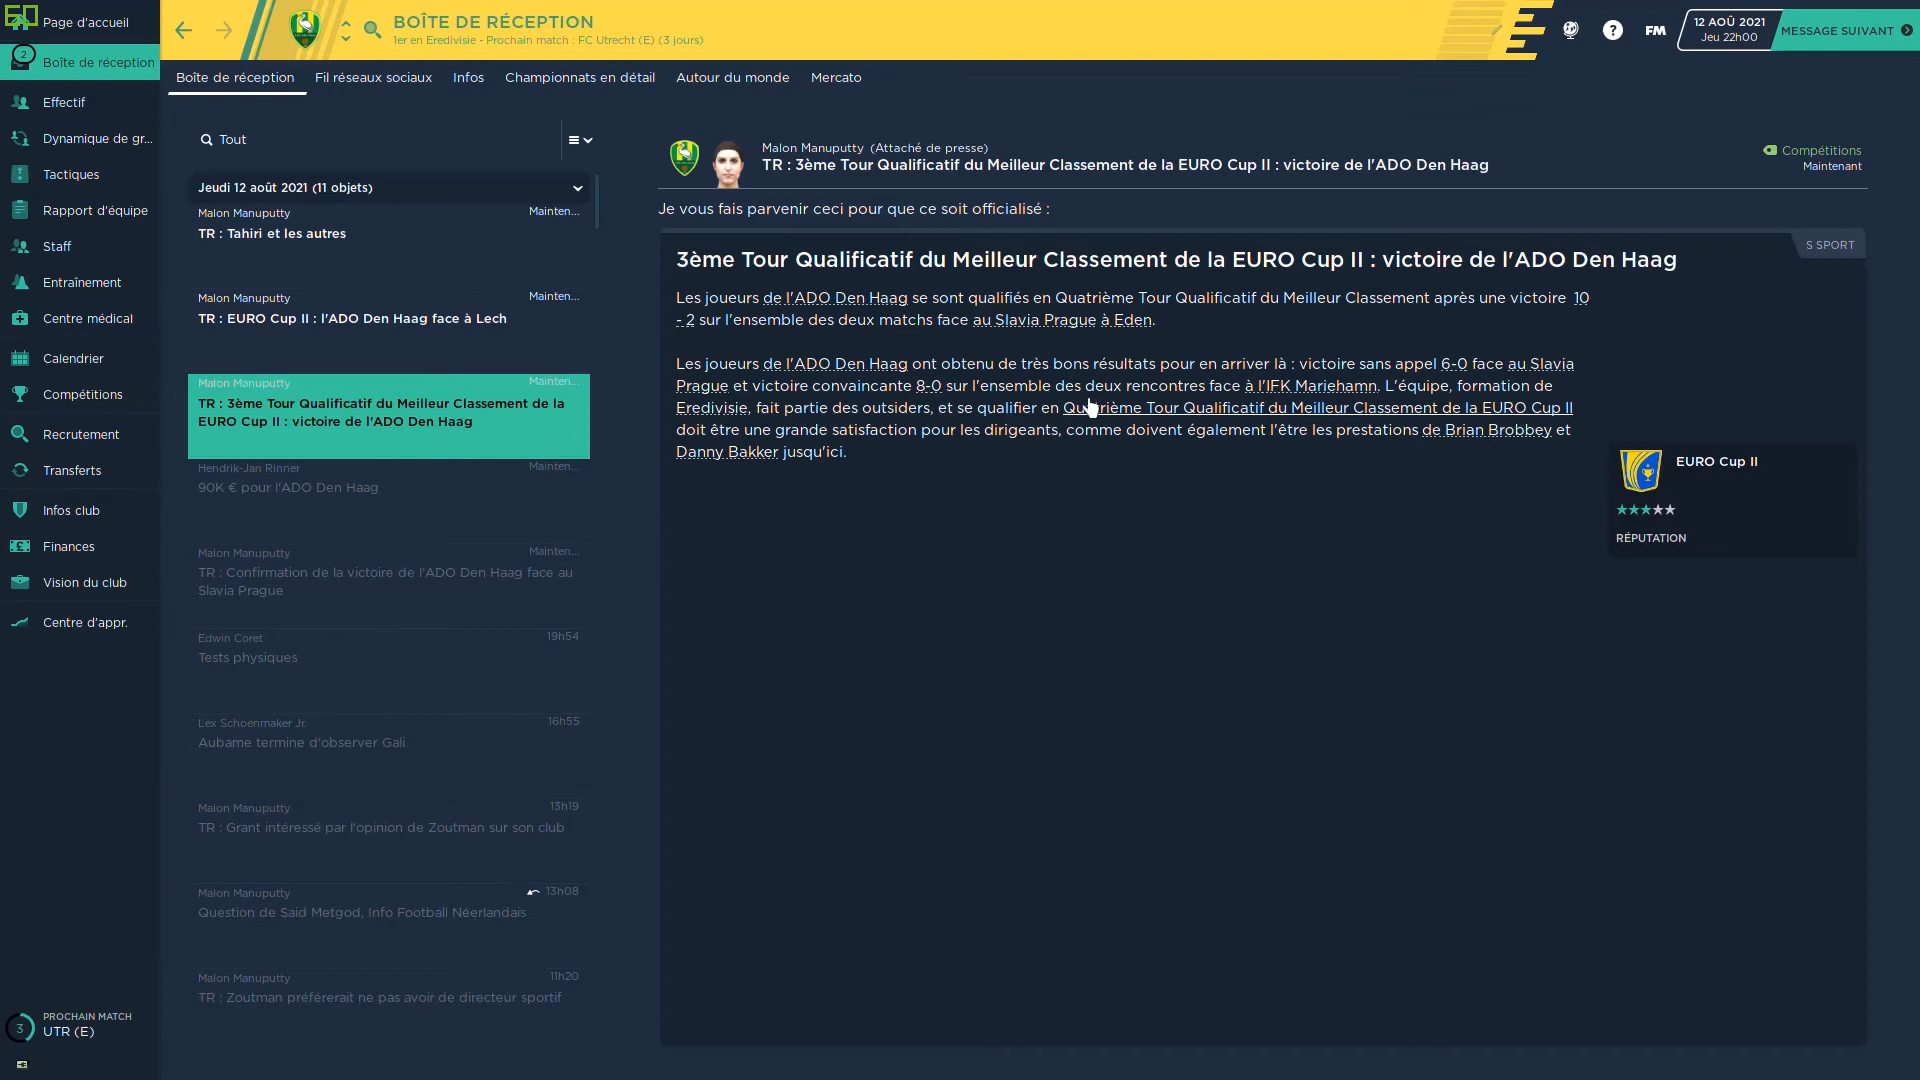 60
Page d'accueil
BOÎTE DE RÉCEPTION
1er en Eredivisie - Prochain match : FC Utrecht (E) (3 jours)
FM
12 AOÛ 2021
Jeu 22h00
MESSAGE SUIVANT
2
Boîte de réception
Effectif
Dynamique de gr...
Tactiques
Rapport d'équipe
Staff
Entraînement
Centre médical
Calendrier
Compétitions
Recrutement
Transferts
Infos club
Finances
Vision du club
Centre d'appr.
3
PROCHAIN MATCH
UTR (E)
Boîte de réception
Fil réseaux sociaux
Infos
Championnats en détail
Autour du monde
Mercato
Tout
Jeudi 12 août 2021 (11 objets)
Malon Manuputty
Mainten...
TR : Tahiri et les autres
Malon Manuputty
Mainten...
TR : EURO Cup II : l'ADO Den Haag face à Lech
Malon Manuputty
Mainten...
TR : 3ème Tour Qualificatif du Meilleur Classement de la
EURO Cup II : victoire de l'ADO Den Haag
Hendrik-Jan Rinner
Mainten...
90K € pour l'ADO Den Haag
Malon Manuputty
Mainten...
TR : Confirmation de la victoire de l'ADO Den Haag face au
Slavia Prague
Edwin Coret
19h54
Tests physiques
Lex Schoenmaker Jr.
16h55
Aubame termine d'observer Gali
Malon Manuputty
13h19
TR : Grant intéressé par l'opinion de Zoutman sur son club
Malon Manuputty
13h08
Question de Saïd Metgod, Info Football Néerlandais
Malon Manuputty
11h20
TR : Zoutman préférerait ne pas avoir de directeur sportif
Malon Manuputty (Attaché de presse)
TR : 3ème Tour Qualificatif du Meilleur Classement de la EURO Cup II : victoire de l'ADO Den Haag
Compétitions
Maintenant
Je vous fais parvenir ceci pour que ce soit officialisé :
S SPORT
3ème Tour Qualificatif du Meilleur Classement de la EURO Cup II : victoire de l'ADO Den Haag
Les joueurs de l'ADO Den Haag se sont qualifiés en Quatrième Tour Qualificatif du Meilleur Classement après une victoire 10
- 2 sur l'ensemble des deux matchs face au Slavia Prague à Eden.
Les joueurs de l'ADO Den Haag ont obtenu de très bons résultats pour en arriver là : victoire sans appel 6-0 face au Slavia
Prague et victoire convaincante 8-0 sur l'ensemble des deux rencontres face à l'IFK Mariehamn. L'équipe, formation de
Eredivisie, fait partie des outsiders, et se qualifier en Quatrième Tour Qualificatif du Meilleur Classement de la EURO Cup II
doit être une grande satisfaction pour les dirigeants, comme doivent également l'être les prestations de Brian Brobbey et
Danny Bakker jusqu'ici.
EURO Cup II
RÉPUTATION